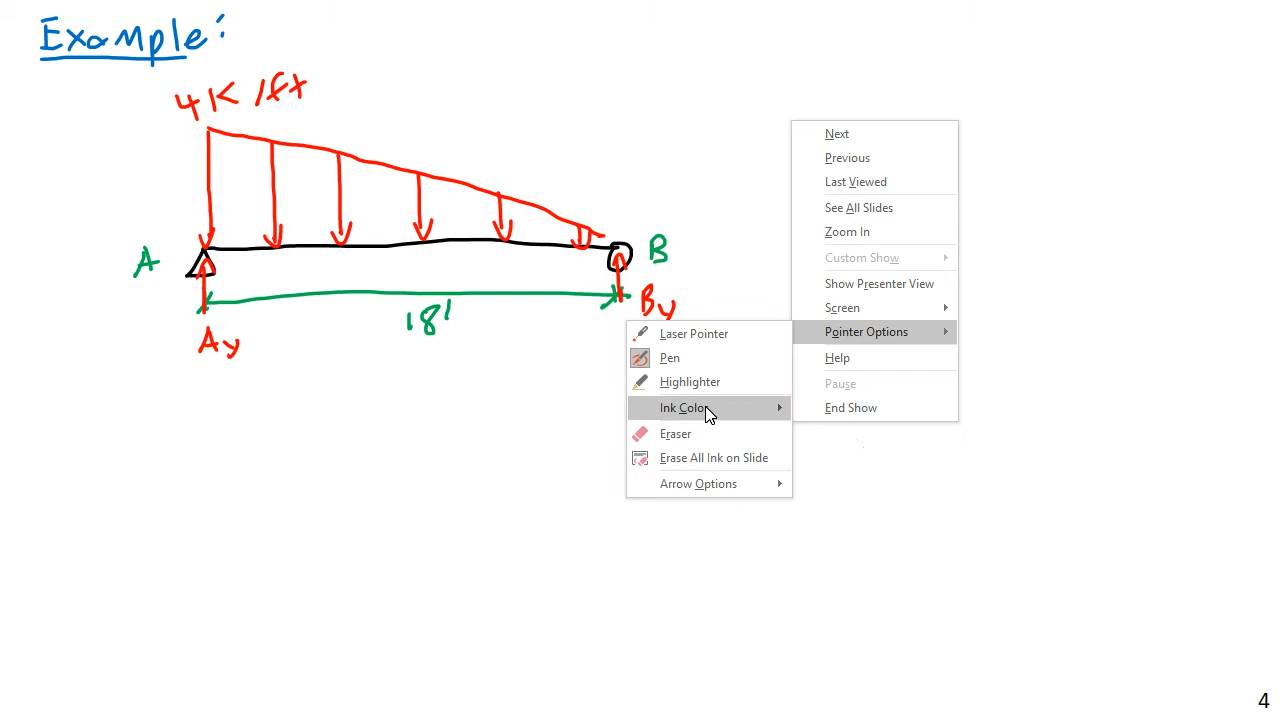 Example:
4K/ft
A
B
18'
Ay
By
Next
Previous
Last Viewed
See All Slides
Zoom In
Custom Show
Show Presenter View
Screen
Pointer Options
Help
Pause
End Show
Laser Pointer
Pen
Highlighter
Ink Color
Eraser
Erase All Ink on Slide
Arrow Options
4